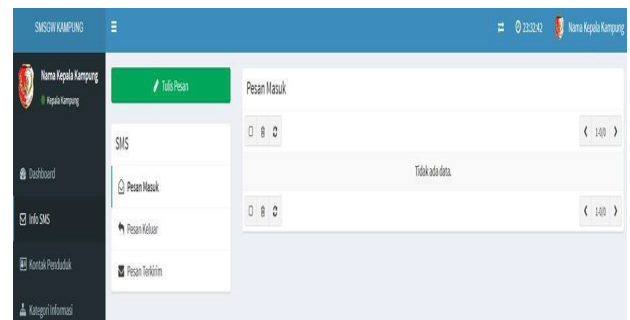 SMSGW KAMPUNG
23:32:42
Nama Kepala Kampung
Nama Kepala Kampung
Kepala Kampung
Dashboard
Info SMS
Kontak Penduduk
Kategori Informasi
Tulis Pesan
SMS
Pesan Masuk
Pesan Keluar
Pesan Terkirim
Pesan Masuk
1-0/0
Tidak ada data.
1-0/0